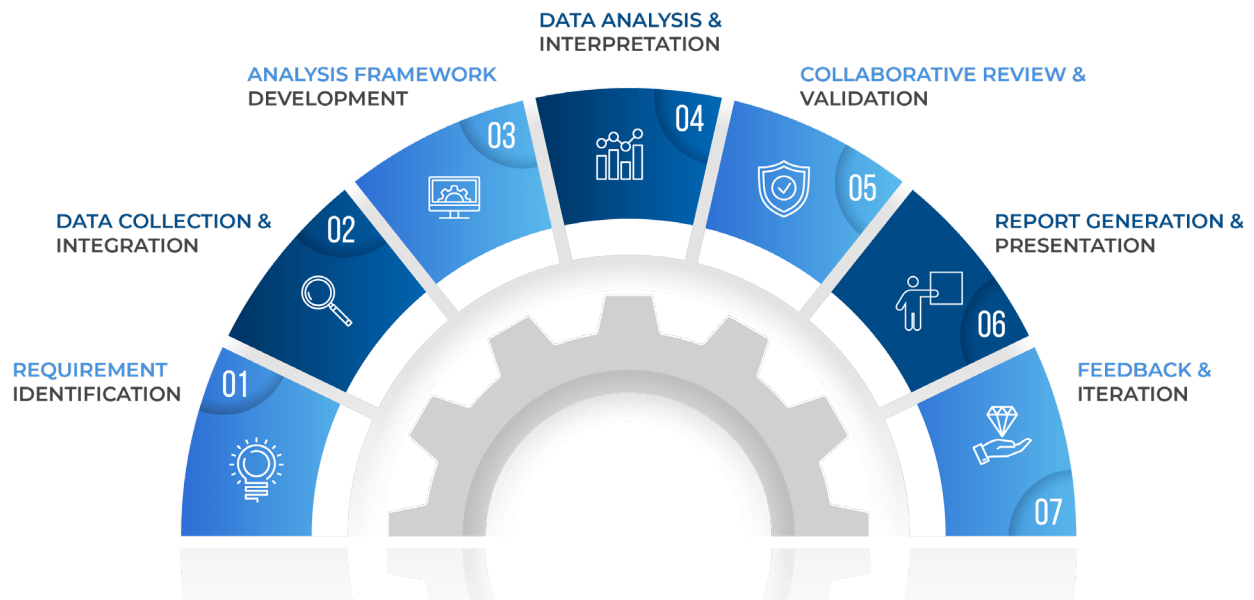 REQUIREMENT
IDENTIFICATION
01
DATA COLLECTION &
INTEGRATION
02
ANALYSIS FRAMEWORK
DEVELOPMENT
03
DATA ANALYSIS &
INTERPRETATION
04
COLLABORATIVE REVIEW &
VALIDATION
05
REPORT GENERATION &
PRESENTATION
06
FEEDBACK &
ITERATION
07